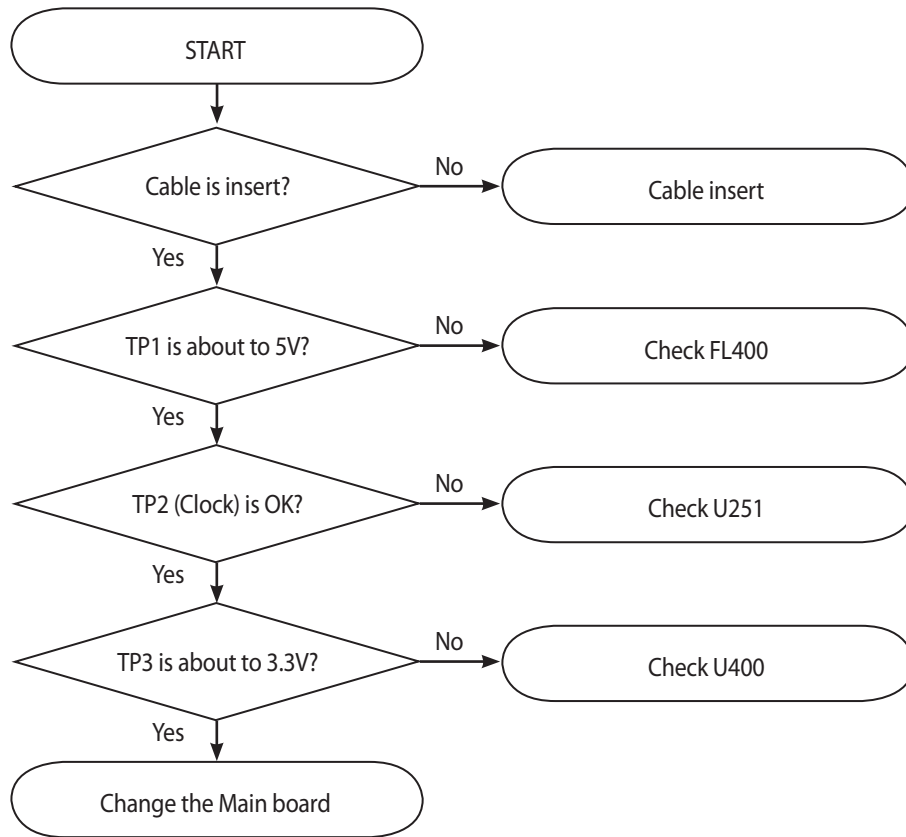 START
Cable is insert?
No
Cable insert
Yes
TP1 is about to 5V?
No
Check FL400
Yes
TP2 (Clock) is OK?
No
Check U251
Yes
TP3 is about to 3.3V?
No
Check U400
Yes
Change the Main board